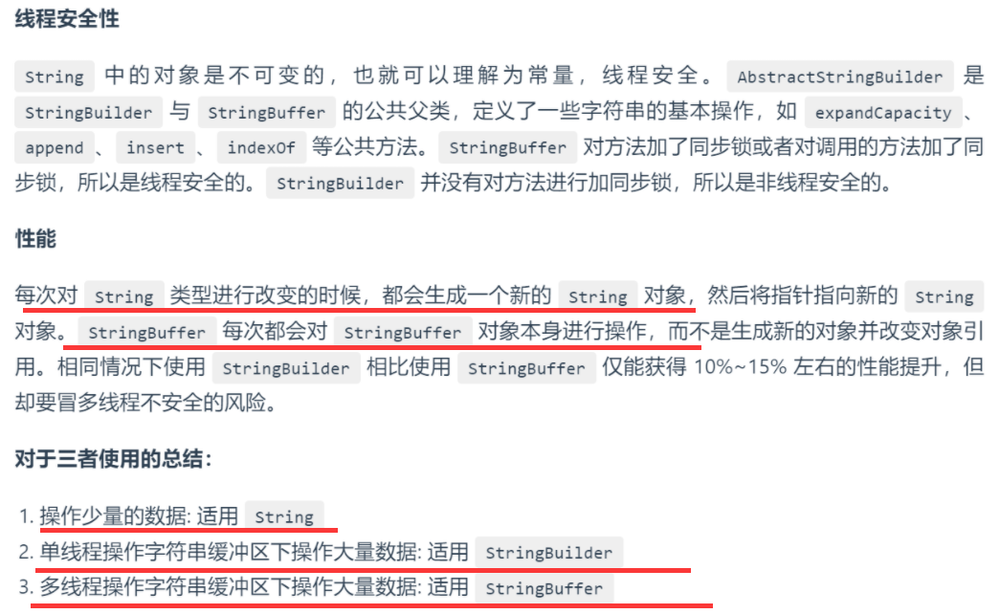 线程安全性
String 中的对象是不可变的，也就可以理解为常量，线程安全。 AbstractStringBuilder 是
StringBuilder 与 StringBuffer 的公共父类，定义了一些字符串的基本操作，如 expandCapacity 、
append 、 insert 、 indexOf 等公共方法。 StringBuffer 对方法加了同步锁或者对调用的方法加了同
步锁，所以是线程安全的。 StringBuilder 并没有对方法进行加同步锁，所以是非线程安全的。
性能
每次对 String 类型进行改变的时候，都会生成一个新的 String 对象，然后将指针指向新的 String
对象。 StringBuffer 每次都会对 StringBuffer 对象本身进行操作，而不是生成新的对象并改变对象引
用。相同情况下使用 StringBuilder 相比使用 StringBuffer 仅能获得 10%~15% 左右的性能提升，但
却要冒多线程不安全的风险。
对于三者使用的总结：
1. 操作少量的数据: 适用 String
2. 单线程操作字符串缓冲区下操作大量数据: 适用 StringBuilder
3. 多线程操作字符串缓冲区下操作大量数据: 适用 StringBuffer